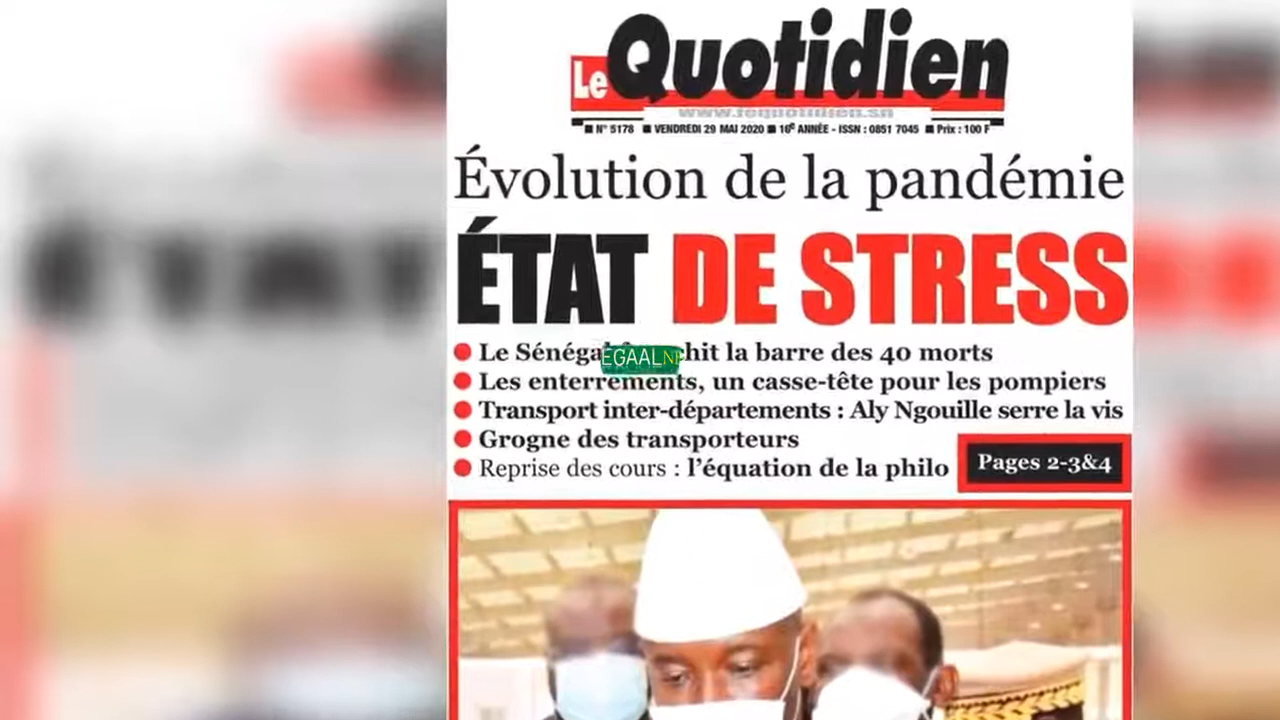 Le Quotidien
www.lequotidien.sn
N° 5178 VENDREDI 29 MAI 2020 16E ANNÉE - ISSN : 0851 7045 Prix : 100 F
Évolution de la pandémie
ÉTAT DE STRESS
Le Sénégal chit la barre des 40 morts
EGAALNE
Les enterrements, un casse-tête pour les pompiers
Transport inter-départements : Aly Ngouille serre la vis
Grogne des transporteurs
Reprise des cours : l'équation de la philo
Pages 2-3&4